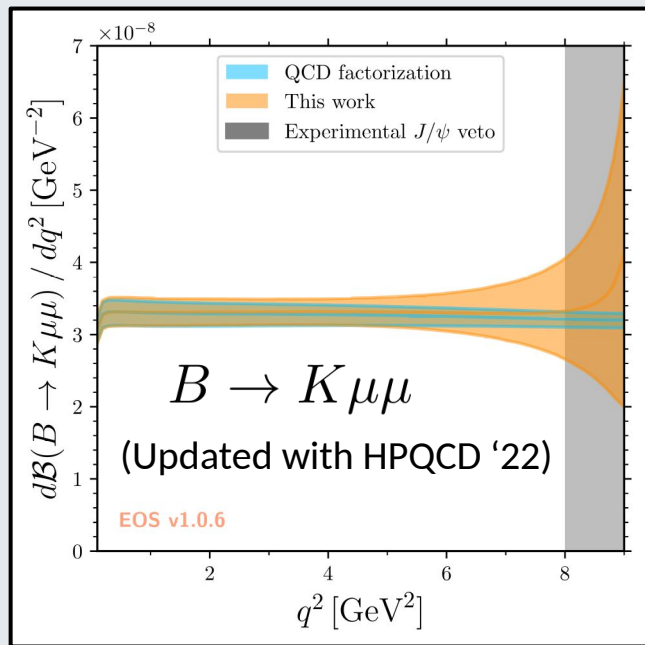 ×10⁻⁸
7
6
5
4
3
2
1
0
dB(B → Kμμ) / dq² [GeV⁻²]
QCD factorization
This work
Experimental J/ψ veto
B → Kμμ
(Updated with HPQCD ‘22)
EOS v1.0.6
2 4 6 8
q² [GeV²]